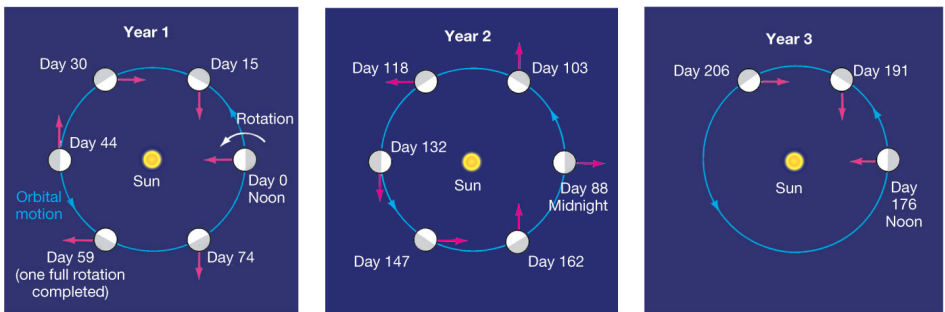 Year 1
Day 30
Day 15
Rotation
Day 44
Sun
Day 0
Noon
Orbital
motion
Day 59
(one full rotation
completed)
Day 74
Year 2
Day 118
Day 103
Day 132
Sun
Day 88
Midnight
Day 147
Day 162
Year 3
Day 206
Day 191
Sun
Day
176
Noon